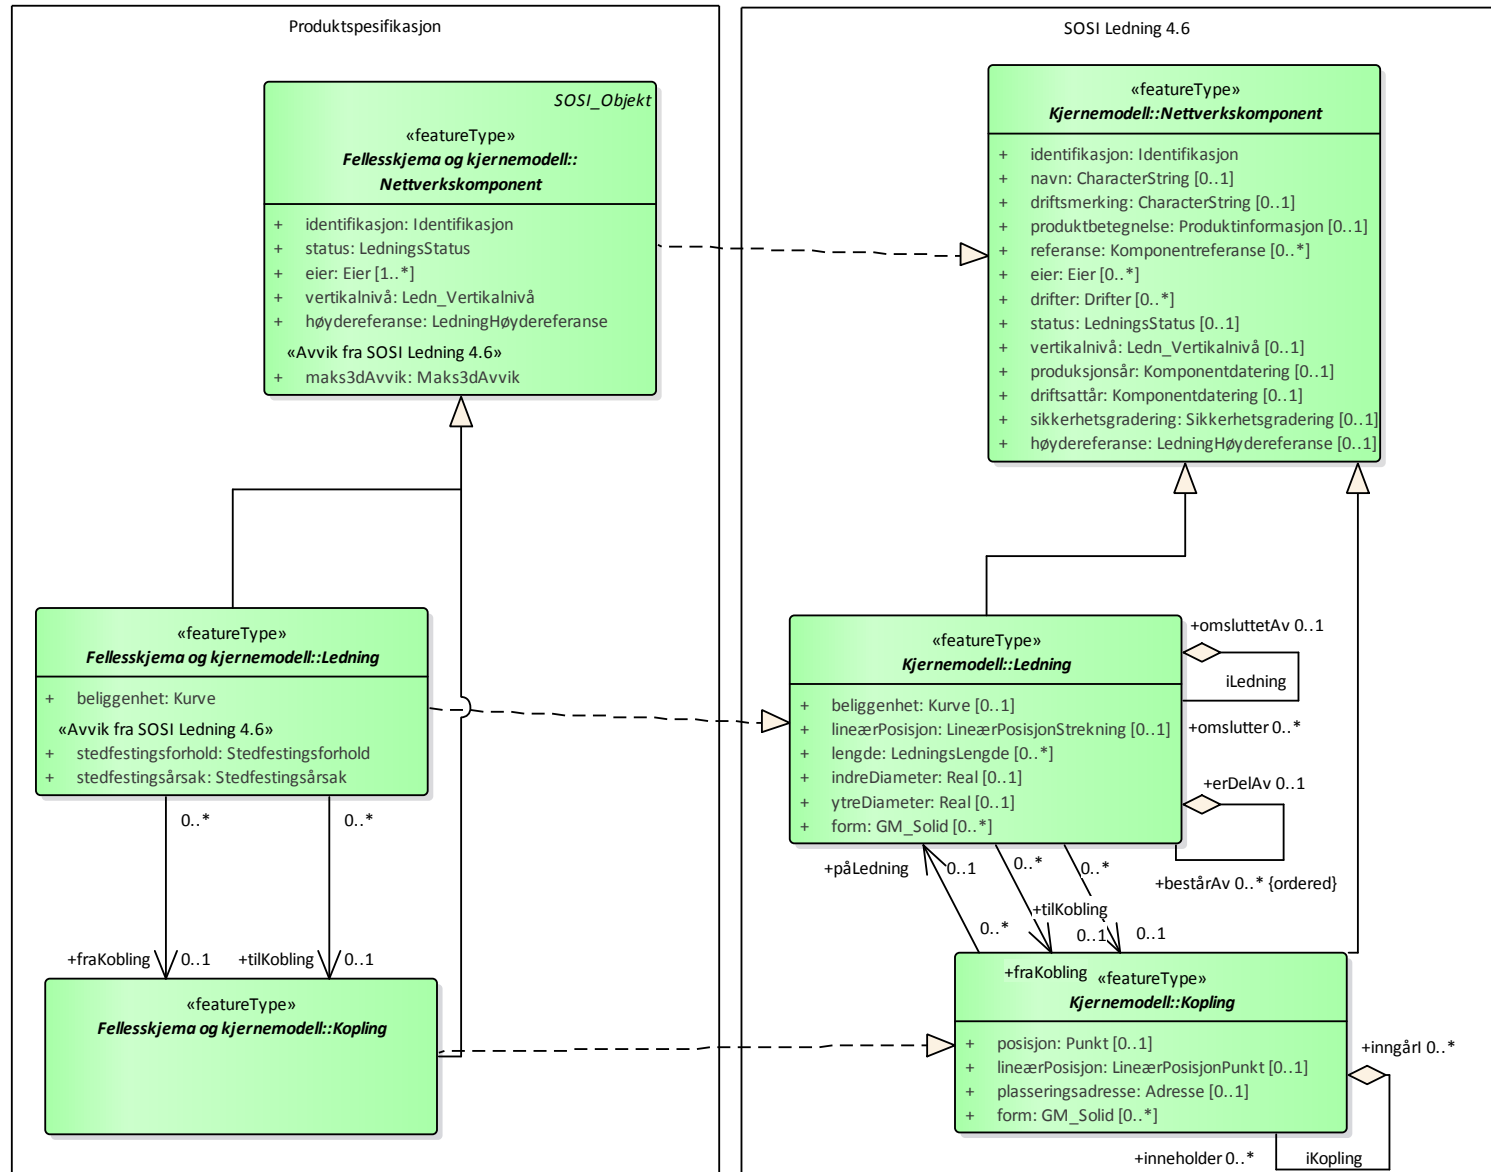 Produktspesifikasjon
SOSI_Objekt
«featureType»
Fellesskjema og kjernemodell::
Nettverkskomponent
+ identifikasjon: Identifikasjon
+ status: LedningsStatus
+ eier: Eier [1..*]
+ vertikalnivå: Ledn_Vertikalnivå
+ høydereferanse: LedningHøydereferanse
«Avvik fra SOSI Ledning 4.6»
+ maks3dAvvik: Maks3dAvvik
«featureType»
Fellesskjema og kjernemodell::Ledning
+ beliggenhet: Kurve
«Avvik fra SOSI Ledning 4.6»
+ stedfestingsforhold: Stedfestingsforhold
+ stedfestingsårsak: Stedfestingsårsak
0..*
0..*
+fraKobling
0..1
+tilKobling
0..1
«featureType»
Fellesskjema og kjernemodell::Kopling
SOSI Ledning 4.6
«featureType»
Kjernemodell::Nettverkskomponent
+ identifikasjon: Identifikasjon
+ navn: CharacterString [0..1]
+ driftsmerking: CharacterString [0..1]
+ produktbetegnelse: Produktinformasjon [0..1]
+ referanse: Komponentreferanse [0..*]
+ eier: Eier [0..*]
+ drifter: Drifter [0..*]
+ status: LedningsStatus [0..1]
+ vertikalnivå: Ledn_Vertikalnivå [0..1]
+ produksjonsår: Komponentdatering [0..1]
+ driftsattår: Komponentdatering [0..1]
+ sikkerhetsgradering: Sikkerhetsgradering [0..1]
+ høydereferanse: LedningHøydereferanse [0..1]
«featureType»
Kjernemodell::Ledning
+ beliggenhet: Kurve [0..1]
+ lineærPosisjon: LineærPosisjonStrekning [0..1]
+ lengde: LedningsLengde [0..*]
+ indreDiameter: Real [0..1]
+ ytreDiameter: Real [0..1]
+ form: GM_Solid [0..*]
+omsluttetAv 0..1
iLedning
+omslutter 0..*
+erDelAv 0..1
+bestårAv 0..* {ordered}
+påLedning
0..1
0..*
0..*
0..*
+tilKobling
0..1
0..1
+fraKobling
«featureType»
Kjernemodell::Kopling
+ posisjon: Punkt [0..1]
+ lineærPosisjon: LineærPosisjonPunkt [0..1]
+ plasseringsadresse: Adresse [0..1]
+ form: GM_Solid [0..*]
+inngårI 0..*
+inneholder 0..*
iKopling